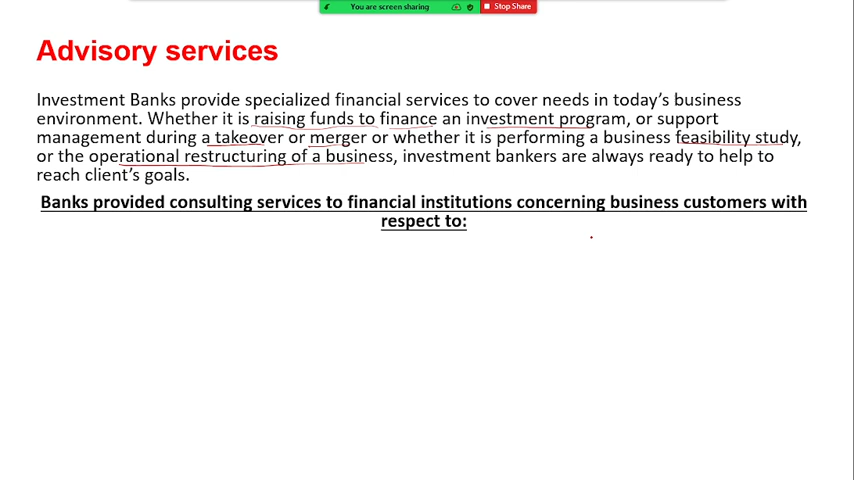 You are screen sharing
Stop Share
Advisory services
Investment Banks provide specialized financial services to cover needs in today's business
environment. Whether it is raising funds to finance an investment program, or support
management during a takeover or merger or whether it is performing a business feasibility study,
or the operational restructuring of a business, investment bankers are always ready to help to
reach client's goals.
Banks provided consulting services to financial institutions concerning business customers with
respect to: